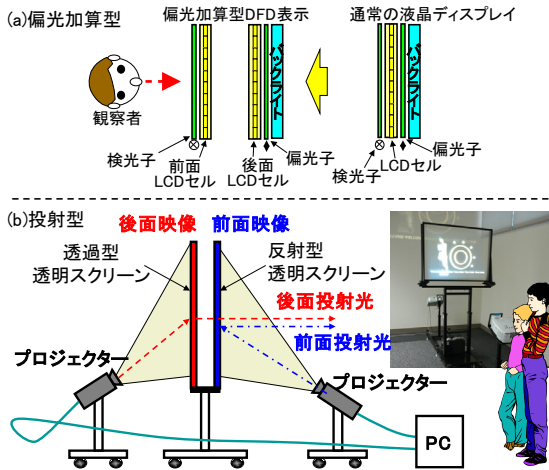 (a)偏光加算型
偏光加算型DFD表示
通常の液晶ディスプレイ
バックライト
バックライト
観察者
検光子
前面
LCDセル
後面
LCDセル
偏光子
検光子
LCDセル
偏光子
(b)投射型
後面映像
前面映像
透過型
透明スクリーン
反射型
透明スクリーン
後面投射光
前面投射光
プロジェクター
プロジェクター
PC